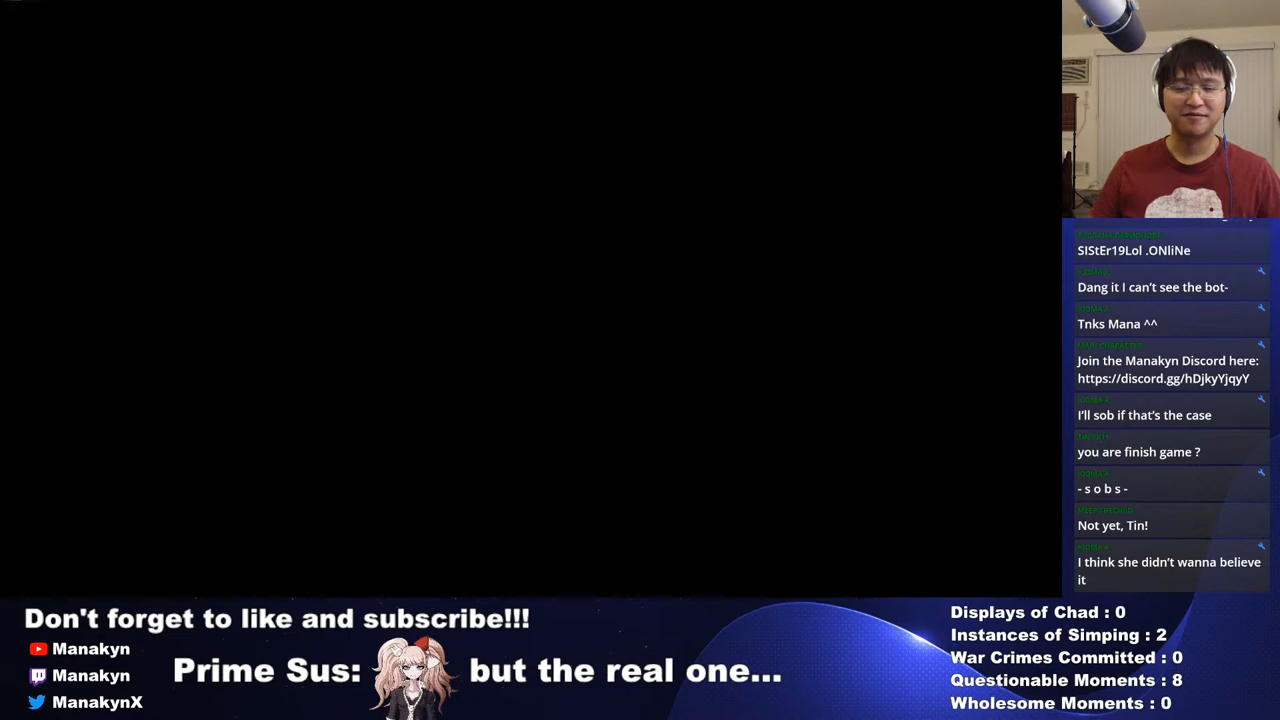 SIStEr19Lol .ONliNe
Dang it I can't see the bot-
Tnks Mana ^^
MAIN CHARACTER
Join the Manakyn Discord here:
https://discord.gg/hDjkyYjqyY
I'll sob if that's the case
you are finish game ?
- s o b s -
Not yet, Tin!
I think she didn't wanna believe
it
Don't forget to like and subscribe!!!
Manakyn
Manakyn
ManakynX
Prime Sus: but the real one...
Displays of Chad : 0
Instances of Simping : 2
War Crimes Committed : 0
Questionable Moments : 8
Wholesome Moments : 0